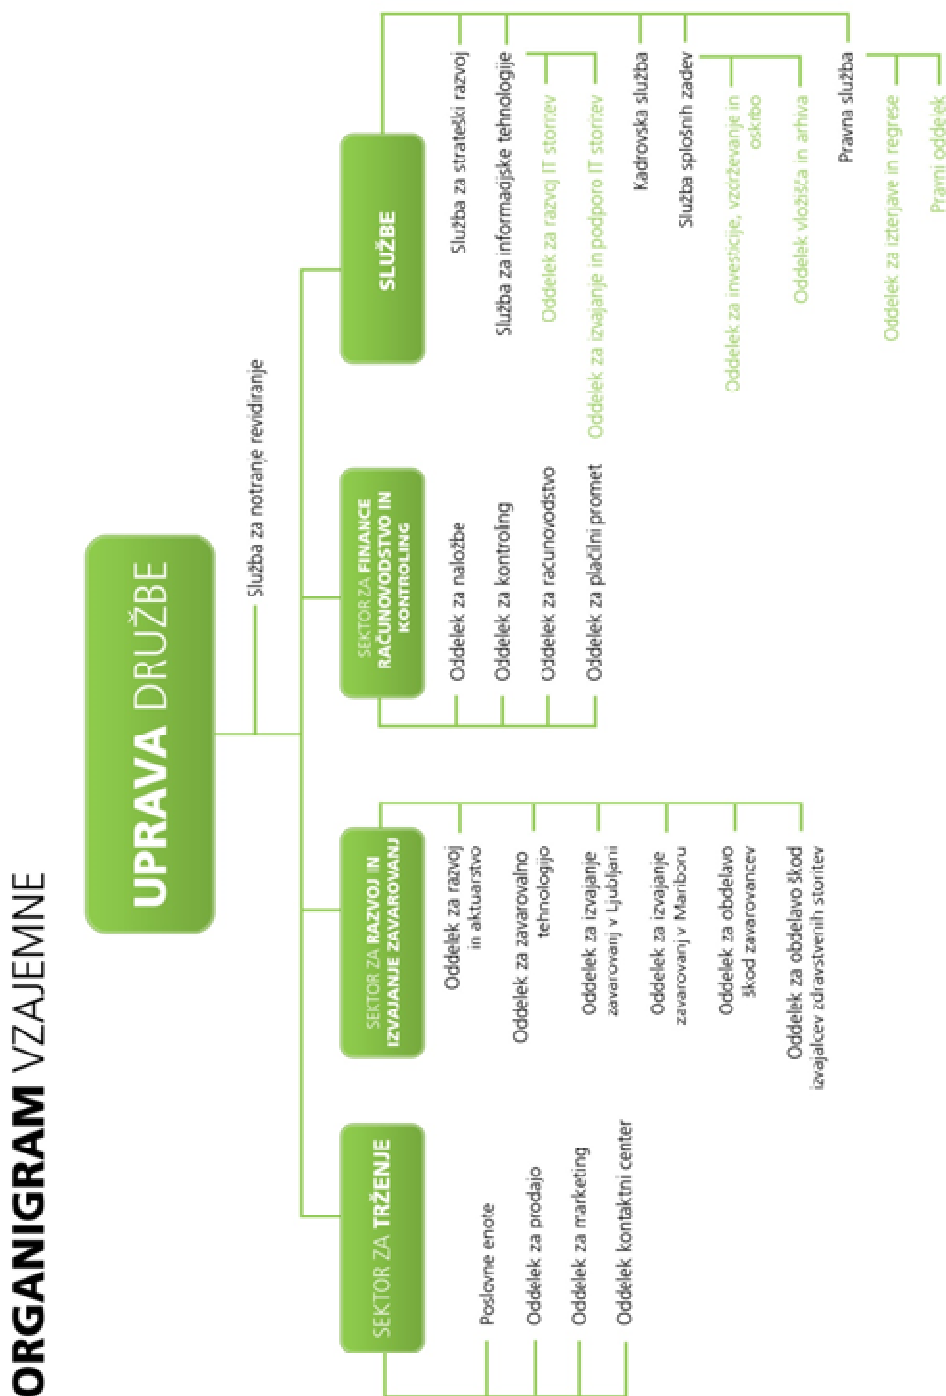 ORGANIGRAM VZAJEMNE
UPRAVA DRUŽBE
Služba za notranje revidiranje
SEKTOR ZA TRŽENJE
Poslovne enote
Oddelek za prodajo
Oddelek za marketing
Oddelek kontaktni center
SEKTOR ZA RAZVOJ IN
IZVAJANJE ZAVAROVANJ
Oddelek za razvoj
in aktuarstvo
Oddelek za zavarovalno
tehnologijo
Oddelek za izvajanje
zavarovanj v Ljubljani
Oddelek za izvajanje
zavarovanj v Mariboru
Oddelek za obdelavo
škod zavarovancev
Oddelek za obdelavo škod
izvajalcev zdravstvenih storitev
SEKTOR ZA FINANCE
RAČUNOVODSTVO IN
KONTROLING
Oddelek za naložbe
Oddelek za kontroling
Oddelek za računovodstvo
Oddelek za plačilni promet
SLUŽBE
Služba za strateški razvoj
Služba za informacijske tehnologije
Oddelek za razvoj IT storitev
Oddelek za izvajanje in podporo IT storitev
Kadrovska služba
Služba splošnih zadev
Oddelek za investicije, vzdrževanje in
oskrbo
Oddelek vložišča in arhiva
Pravna služba
Oddelek za izterjave in regrese
Pravni oddelek